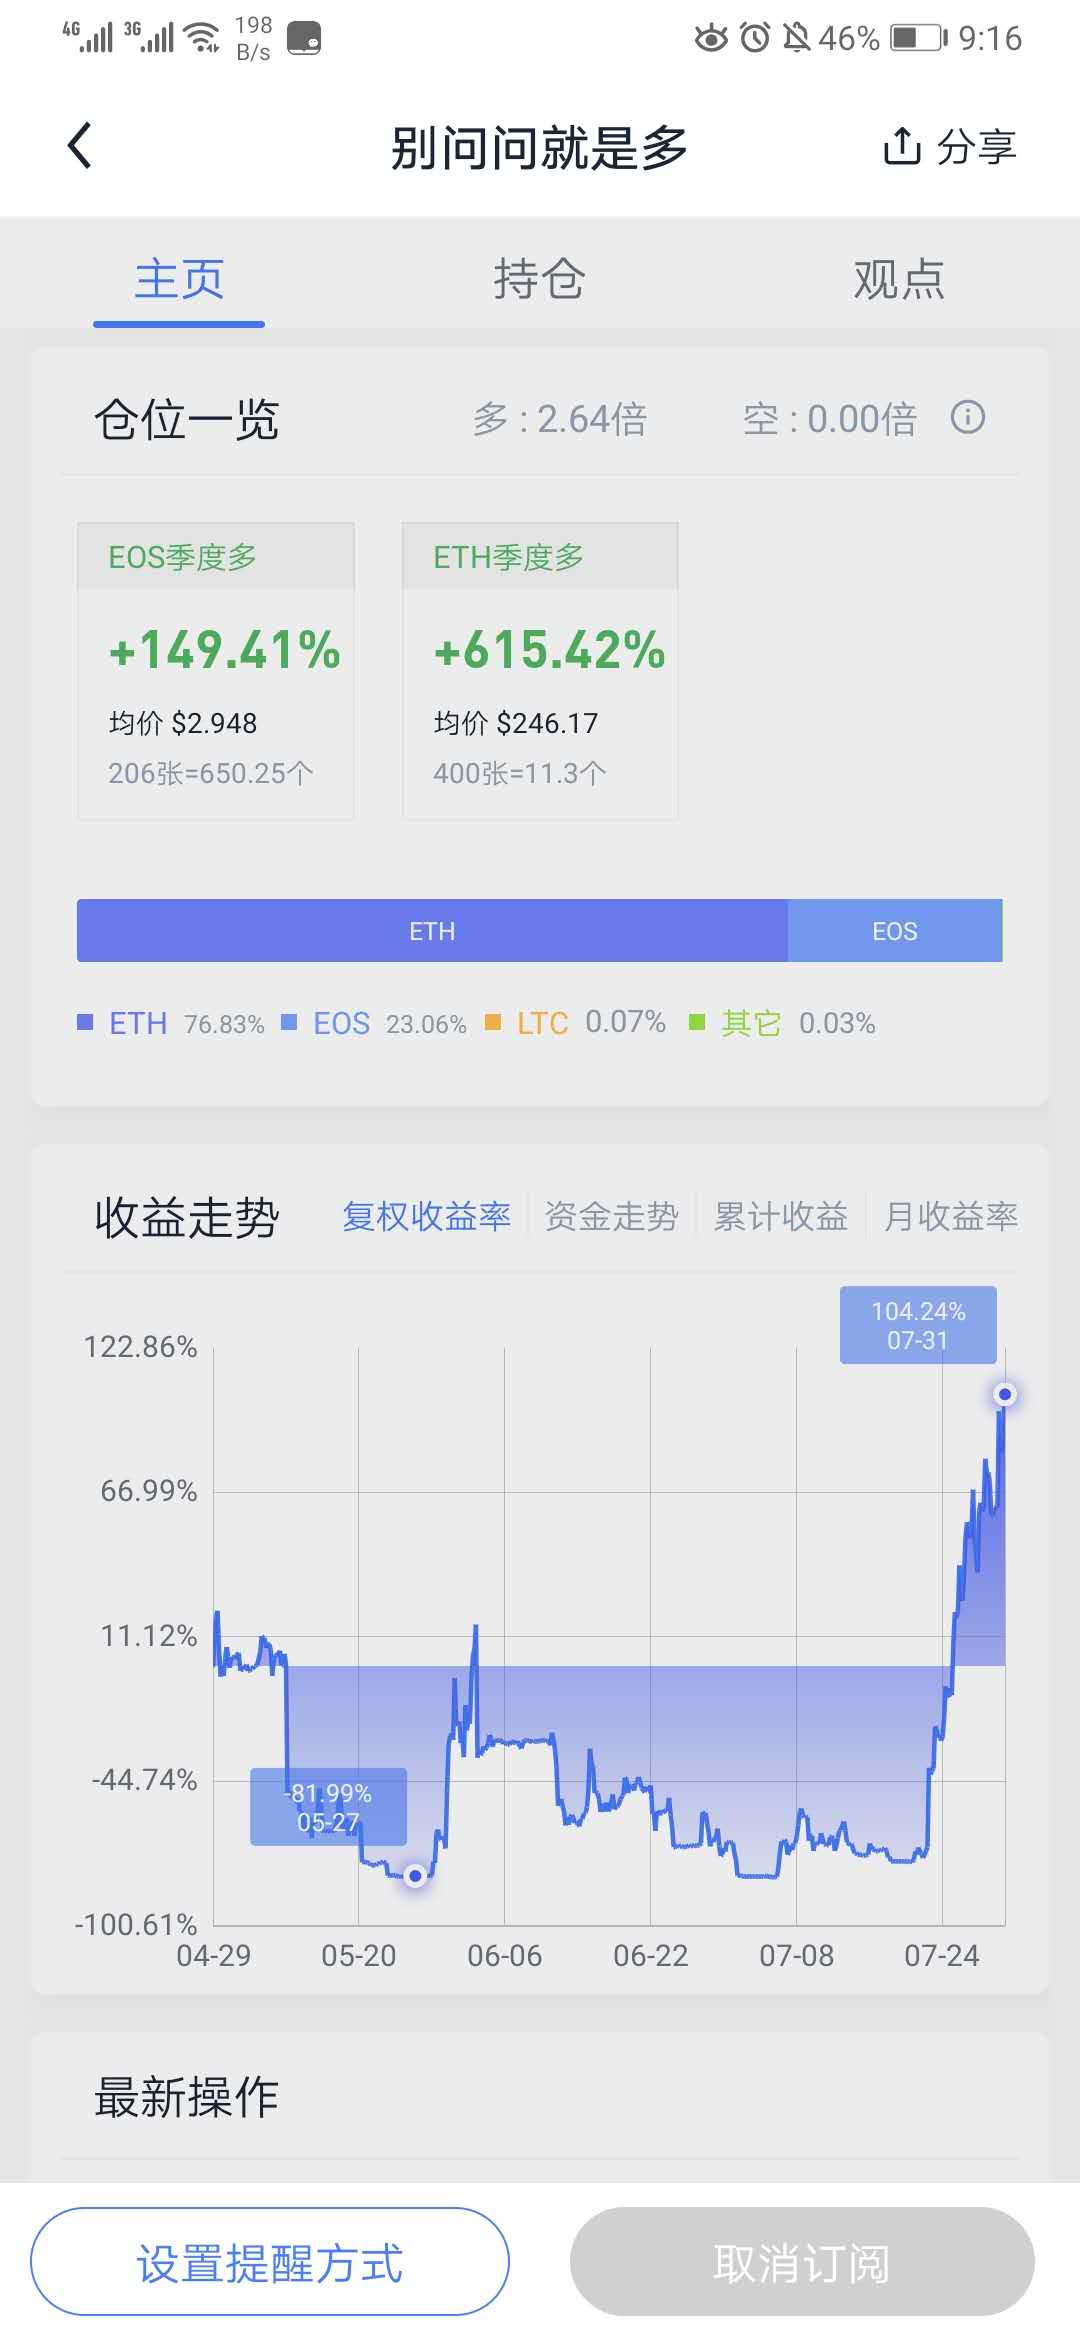 4G 3G 198 B/s 46% 9:16
别问问就是多 分享
主页 持仓 观点
仓位一览 多 : 2.64倍 空 : 0.00倍
EOS季度多 ETH季度多
+149.41% +615.42%
均价 $2.948 均价 $246.17
206张=650.25个 400张=11.3个
ETH EOS
ETH 76.83% EOS 23.06% LTC 0.07% 其它 0.03%
收益走势 复权收益率 资金走势 累计收益 月收益率
104.24%
07-31
122.86%
66.99%
11.12%
-44.74%
-81.99%
05-27
-100.61%
04-29 05-20 06-06 06-22 07-08 07-24
最新操作
设置提醒方式 取消订阅